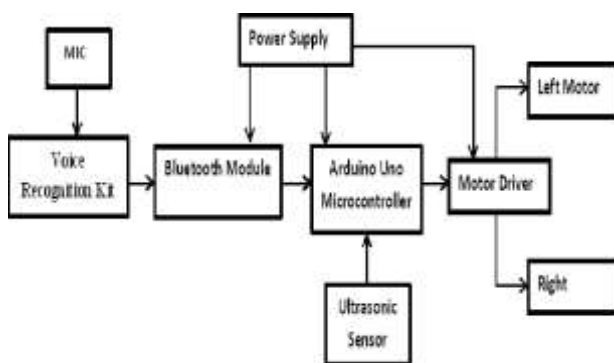 Power Supply
MIC
Left Motor
Voice
Recognition Kit
Bluetooth Module
Arduino Uno
Microcontroller
Motor Driver
Right
Ultrasonic
Sensor